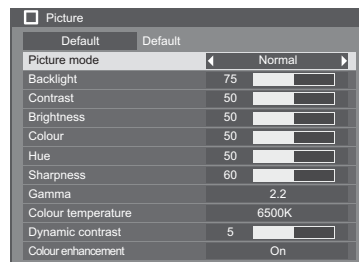 Picture
Default Default
Picture mode Normal
Backlight 75
Contrast 50
Brightness 50
Colour 50
Hue 50
Sharpness 60
Gamma 2.2
Colour temperature 6500K
Dynamic contrast 5
Colour enhancement On